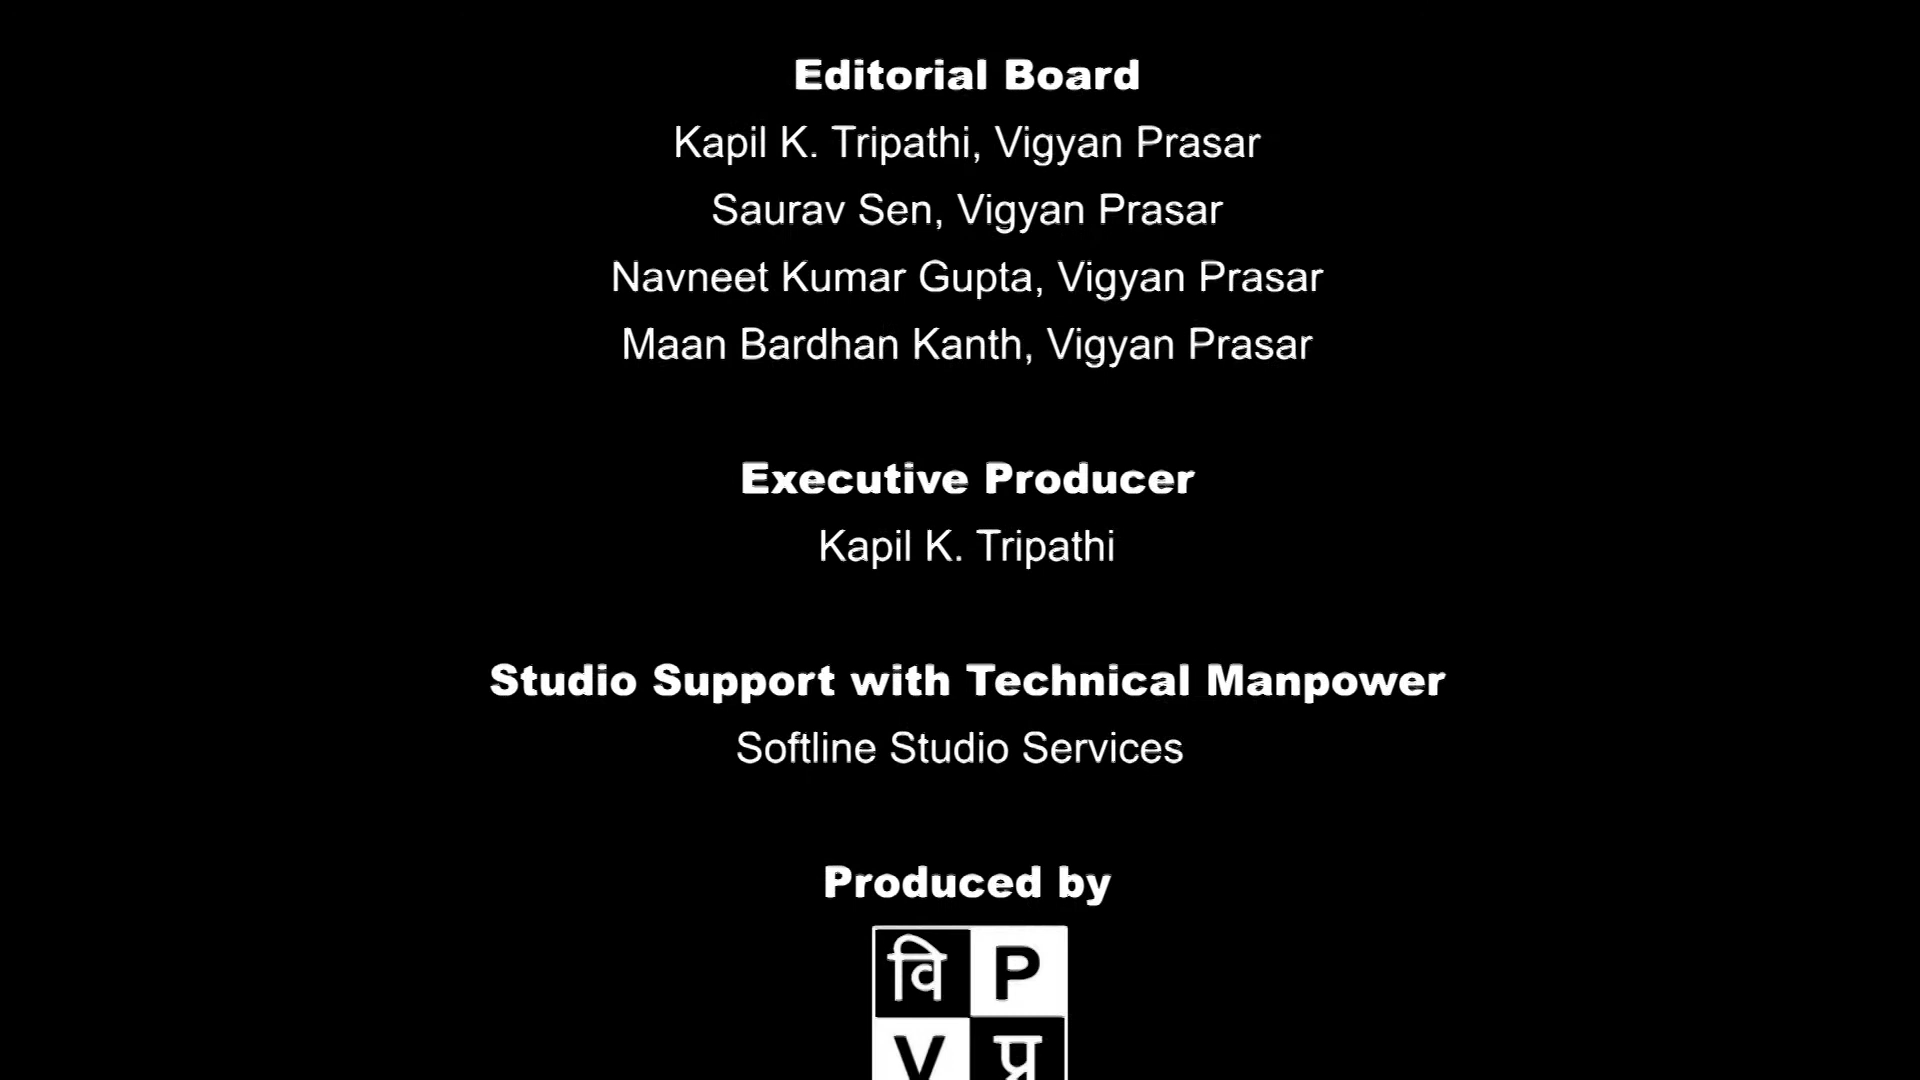 Editorial Board
Kapil K. Tripathi, Vigyan Prasar
Saurav Sen, Vigyan Prasar
Navneet Kumar Gupta, Vigyan Prasar
Maan Bardhan Kanth, Vigyan Prasar
Executive Producer
Kapil K. Tripathi
Studio Support with Technical Manpower
Softline Studio Services
Produced by
वि P
V प्र